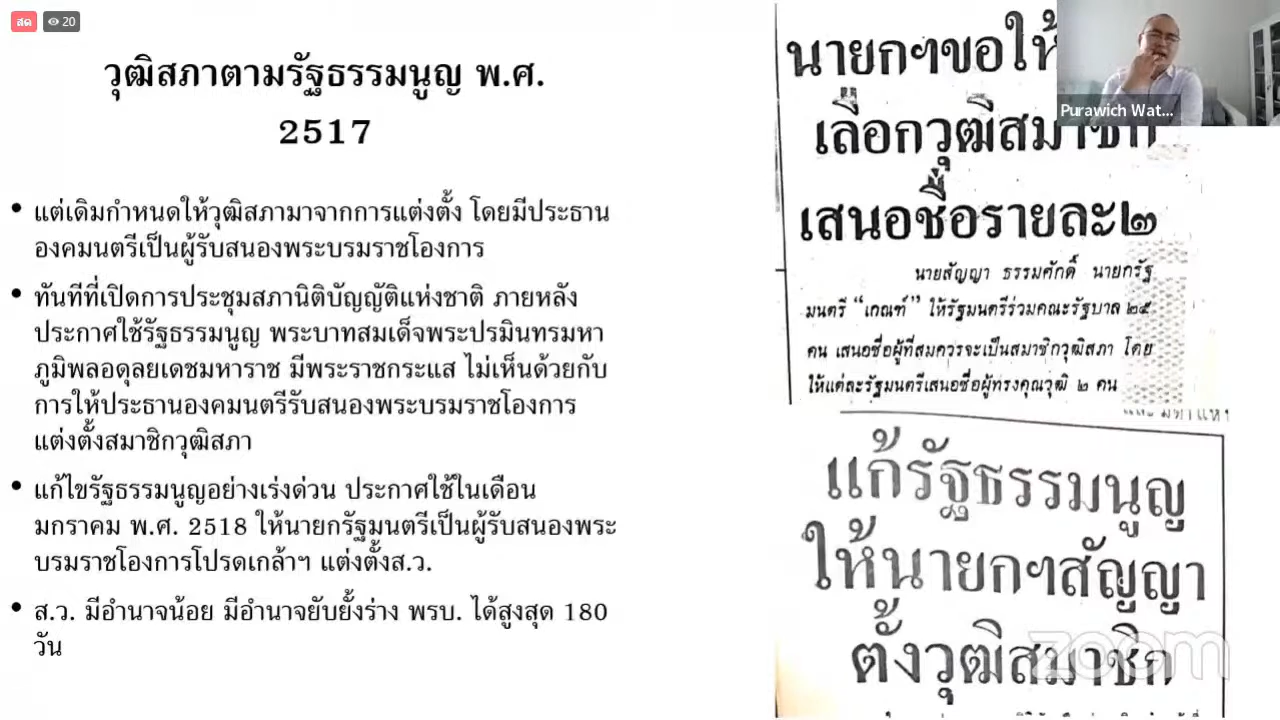 สด
20
วุฒิสภาตามรัฐธรรมนูญ พ.ศ.
2517
• แต่เดิมกำหนดให้วุฒิสภามาจากการแต่งตั้ง โดยมีประธาน
องคมนตรีเป็นผู้รับสนองพระบรมราชโองการ
• ทันทีที่เปิดการประชุมสภานิติบัญญัติแห่งชาติ ภายหลัง
ประกาศใช้รัฐธรรมนูญ พระบาทสมเด็จพระปรมินทรมหา
ภูมิพลอดุลยเดชมหาราช มีพระราชกระแส ไม่เห็นด้วยกับ
การให้ประธานองคมนตรีรับสนองพระบรมราชโองการ
แต่งตั้งสมาชิกวุฒิสภา
• แก้ไขรัฐธรรมนูญอย่างเร่งด่วน ประกาศใช้ในเดือน
มกราคม พ.ศ. 2518 ให้นายกรัฐมนตรีเป็นผู้รับสนองพระ
บรมราชโองการโปรดเกล้าฯ แต่งตั้งส.ว.
• ส.ว. มีอำนาจน้อย มีอำนาจยับยั้งร่าง พรบ. ได้สูงสุด 180
วัน
นายกฯขอให้
เลือกวุฒิสมาชิก
เสนอชื่อรายละ๒
นายสัญญา ธรรมศักดิ์ นายกรัฐ
มนตรี “เกณฑ์” ให้รัฐมนตรีร่วมคณะรัฐบาล ๒๕
คน เสนอชื่อผู้ที่สมควรจะเป็นสมาชิกวุฒิสภา โดย
ให้แต่ละรัฐมนตรีเสนอชื่อผู้ทรงคุณวุฒิ ๒ คน
แก้รัฐธรรมนูญ
ให้นายกฯสัญญา
ตั้งวุฒิสมาชิก
Purawich Wat...
zoom